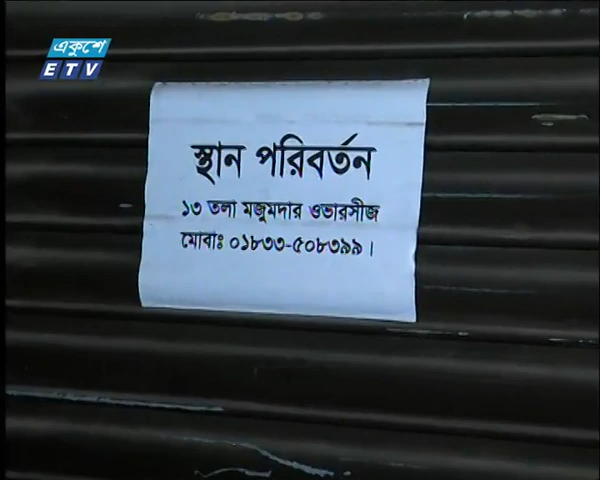 একুশে
ETV
স্থান পরিবর্তন
১৩ তলা মজুমদার ওভারসীজ
মোবাঃ ০১৮৩৩-৫০৮৩৯৯।